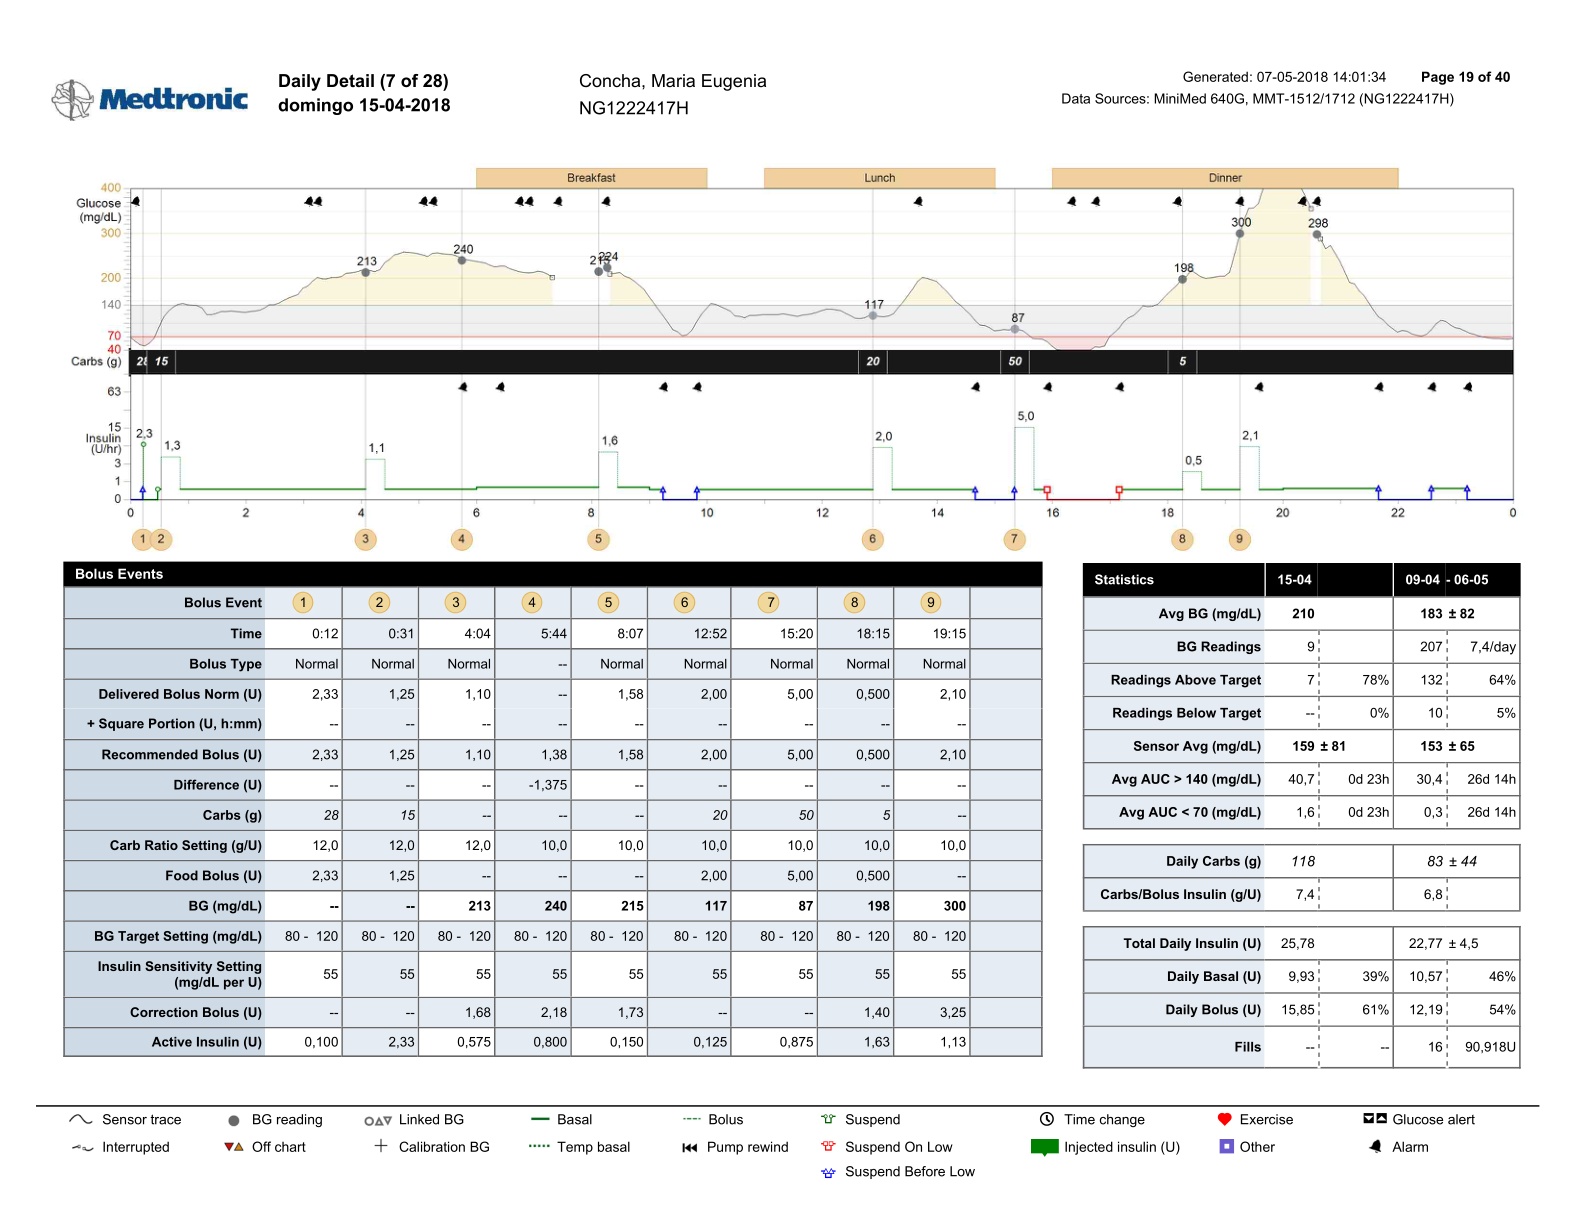 Medtronic
Daily Detail (7 of 28)
domingo 15-04-2018
Concha, Maria Eugenia
NG1222417H
Generated: 07-05-2018 14:01:34 Page 19 of 40
Data Sources: MiniMed 640G, MMT-1512/1712 (NG1222417H)
Breakfast Lunch Dinner
400
Glucose
(mg/dL)
300
200
140
70
40
213 240 224 117 87 198 300 298
Carbs (g) 28 15 20 50 5
63
15
Insulin
(U/hr)
3
1
0
2,3 1,3 1,1 1,6 2,0 5,0 0,5 2,1
0 2 4 6 8 10 12 14 16 18 20 22 0
1 2 3 4 5 6 7 8 9
Bolus Events
Bolus Event 1 2 3 4 5 6 7 8 9
Time 0:12 0:31 4:04 5:44 8:07 12:52 15:20 18:15 19:15
Bolus Type Normal Normal Normal -- Normal Normal Normal Normal Normal
Delivered Bolus Norm (U) 2,33 1,25 1,10 -- 1,58 2,00 5,00 0,500 2,10
+ Square Portion (U, h:mm) -- -- -- -- -- -- -- -- --
Recommended Bolus (U) 2,33 1,25 1,10 1,38 1,58 2,00 5,00 0,500 2,10
Difference (U) -- -- -- -1,375 -- -- -- -- --
Carbs (g) 28 15 -- -- -- 20 50 5 --
Carb Ratio Setting (g/U) 12,0 12,0 12,0 10,0 10,0 10,0 10,0 10,0 10,0
Food Bolus (U) 2,33 1,25 -- -- -- 2,00 5,00 0,500 --
BG (mg/dL) -- -- 213 240 215 117 87 198 300
BG Target Setting (mg/dL) 80 - 120 80 - 120 80 - 120 80 - 120 80 - 120 80 - 120 80 - 120 80 - 120 80 - 120
Insulin Sensitivity Setting
(mg/dL per U) 55 55 55 55 55 55 55 55 55
Correction Bolus (U) -- -- 1,68 2,18 1,73 -- -- 1,40 3,25
Active Insulin (U) 0,100 2,33 0,575 0,800 0,150 0,125 0,875 1,63 1,13
Statistics 15-04 09-04 - 06-05
Avg BG (mg/dL) 210 183 ± 82
BG Readings 9 207 7,4/day
Readings Above Target 7 78% 132 64%
Readings Below Target -- 0% 10 5%
Sensor Avg (mg/dL) 159 ± 81 153 ± 65
Avg AUC > 140 (mg/dL) 40,7 0d 23h 30,4 26d 14h
Avg AUC < 70 (mg/dL) 1,6 0d 23h 0,3 26d 14h
Daily Carbs (g) 118 83 ± 44
Carbs/Bolus Insulin (g/U) 7,4 6,8
Total Daily Insulin (U) 25,78 22,77 ± 4,5
Daily Basal (U) 9,93 39% 10,57 46%
Daily Bolus (U) 15,85 61% 12,19 54%
Fills -- -- 16 90,918U
Sensor trace BG reading Linked BG Basal Bolus Suspend Time change Exercise Glucose alert
Interrupted Off chart Calibration BG Temp basal Pump rewind Suspend On Low Injected insulin (U) Other Alarm
Suspend Before Low